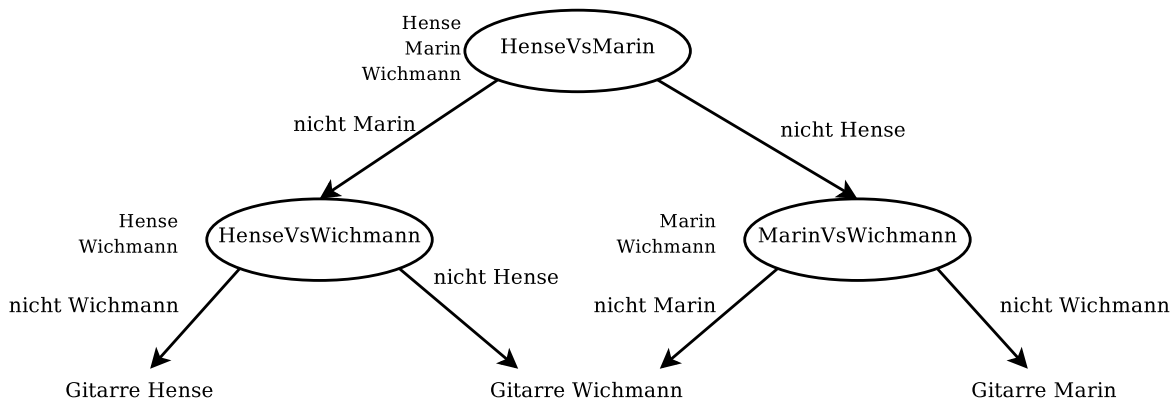 Hense
Marin
Wichmann
HenseVsMarin
nicht Marin
nicht Hense
Hense
Wichmann
HenseVsWichmann
Marin
Wichmann
MarinVsWichmann
nicht Wichmann
nicht Hense
nicht Marin
nicht Wichmann
Gitarre Hense
Gitarre Wichmann
Gitarre Marin